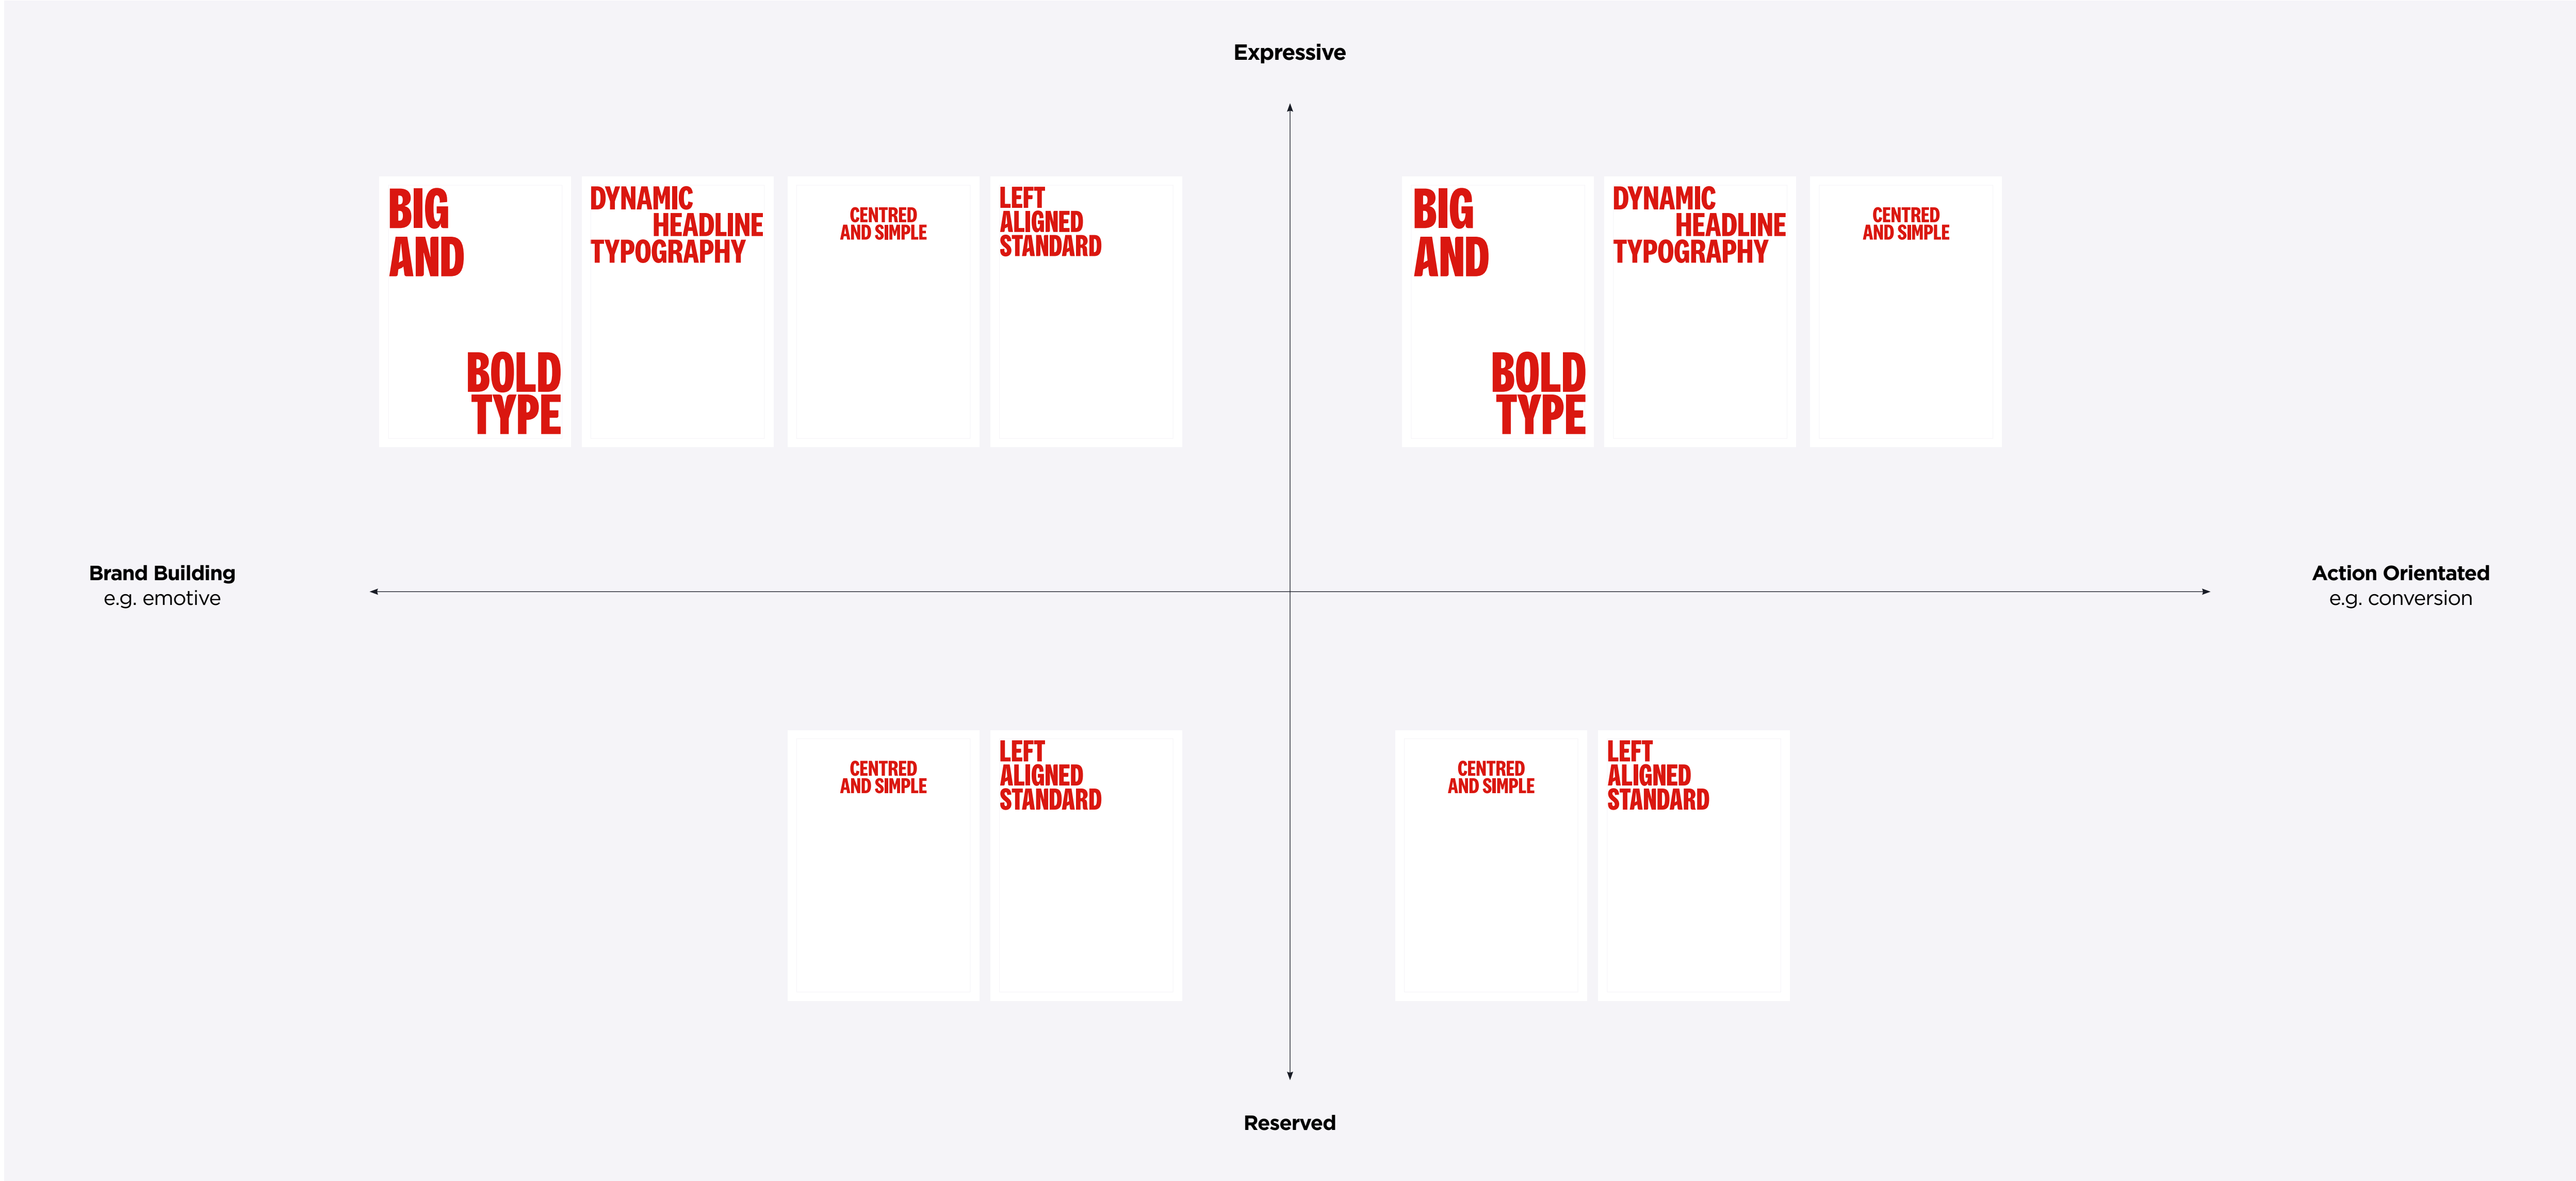 Expressive
BIG
AND
BOLD
TYPE
DYNAMIC
HEADLINE
TYPOGRAPHY
CENTRED
AND SIMPLE
LEFT
ALIGNED
STANDARD
BIG
AND
BOLD
TYPE
DYNAMIC
HEADLINE
TYPOGRAPHY
CENTRED
AND SIMPLE
Brand Building
e.g. emotive
Action Orientated
e.g. conversion
CENTRED
AND SIMPLE
LEFT
ALIGNED
STANDARD
CENTRED
AND SIMPLE
LEFT
ALIGNED
STANDARD
Reserved